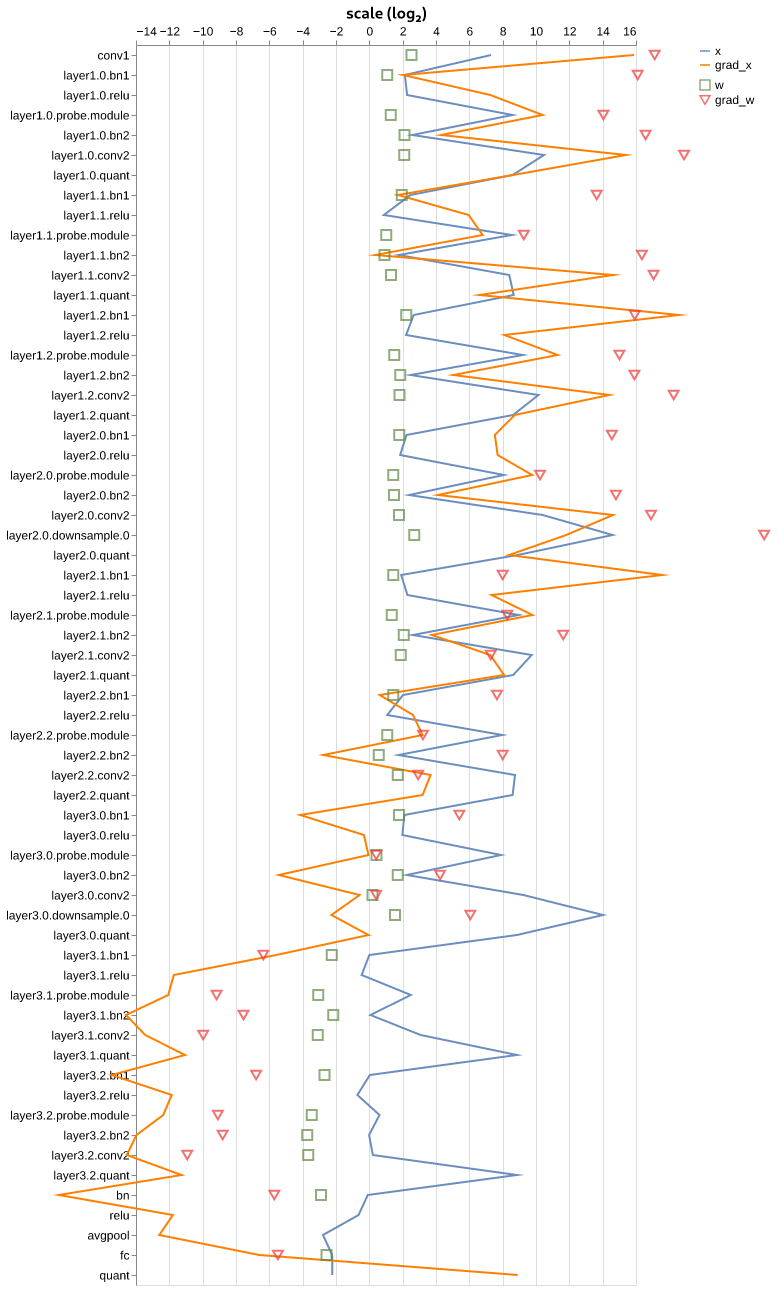 scale (log₂)
−14 −12 −10 −8 −6 −4 −2 0 2 4 6 8 10 12 14 16
x
grad_x
w
grad_w
conv1
layer1.0.bn1
layer1.0.relu
layer1.0.probe.module
layer1.0.bn2
layer1.0.conv2
layer1.0.quant
layer1.1.bn1
layer1.1.relu
layer1.1.probe.module
layer1.1.bn2
layer1.1.conv2
layer1.1.quant
layer1.2.bn1
layer1.2.relu
layer1.2.probe.module
layer1.2.bn2
layer1.2.conv2
layer1.2.quant
layer2.0.bn1
layer2.0.relu
layer2.0.probe.module
layer2.0.bn2
layer2.0.conv2
layer2.0.downsample.0
layer2.0.quant
layer2.1.bn1
layer2.1.relu
layer2.1.probe.module
layer2.1.bn2
layer2.1.conv2
layer2.1.quant
layer2.2.bn1
layer2.2.relu
layer2.2.probe.module
layer2.2.bn2
layer2.2.conv2
layer2.2.quant
layer3.0.bn1
layer3.0.relu
layer3.0.probe.module
layer3.0.bn2
layer3.0.conv2
layer3.0.downsample.0
layer3.0.quant
layer3.1.bn1
layer3.1.relu
layer3.1.probe.module
layer3.1.bn2
layer3.1.conv2
layer3.1.quant
layer3.2.bn1
layer3.2.relu
layer3.2.probe.module
layer3.2.bn2
layer3.2.conv2
layer3.2.quant
bn
relu
avgpool
fc
quant